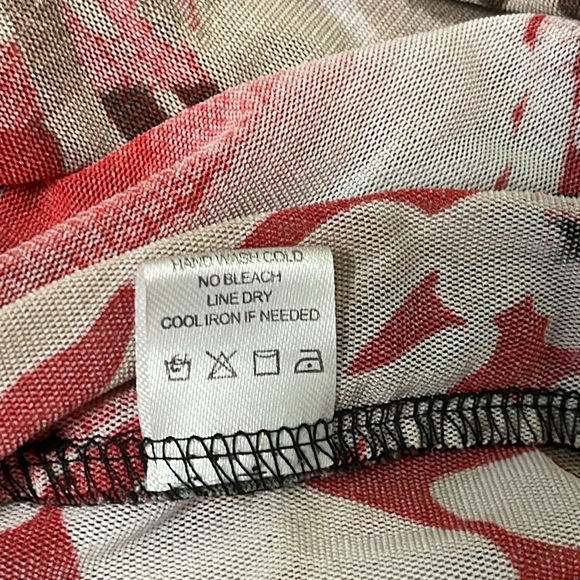 HAND WASH COLD
NO BLEACH
LINE DRY
COOL IRON IF NEEDED